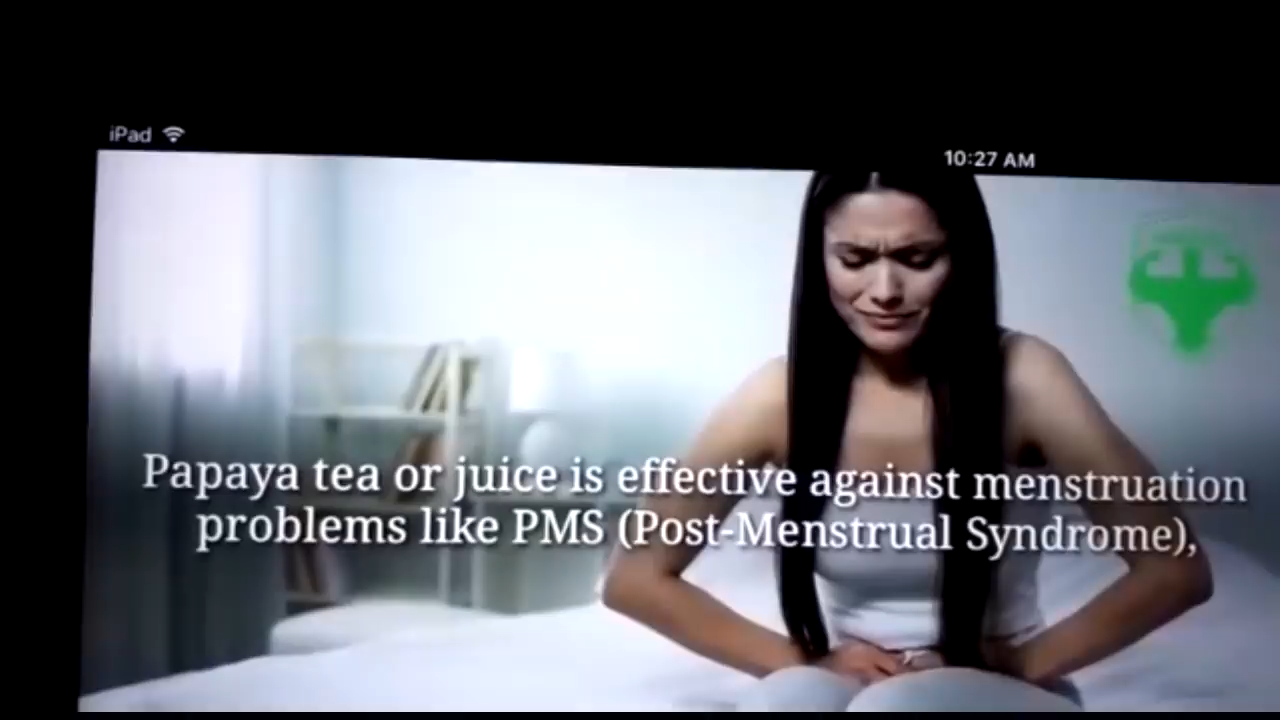 iPad
10:27 AM
Papaya tea or juice is effective against menstruation
problems like PMS (Post-Menstrual Syndrome),